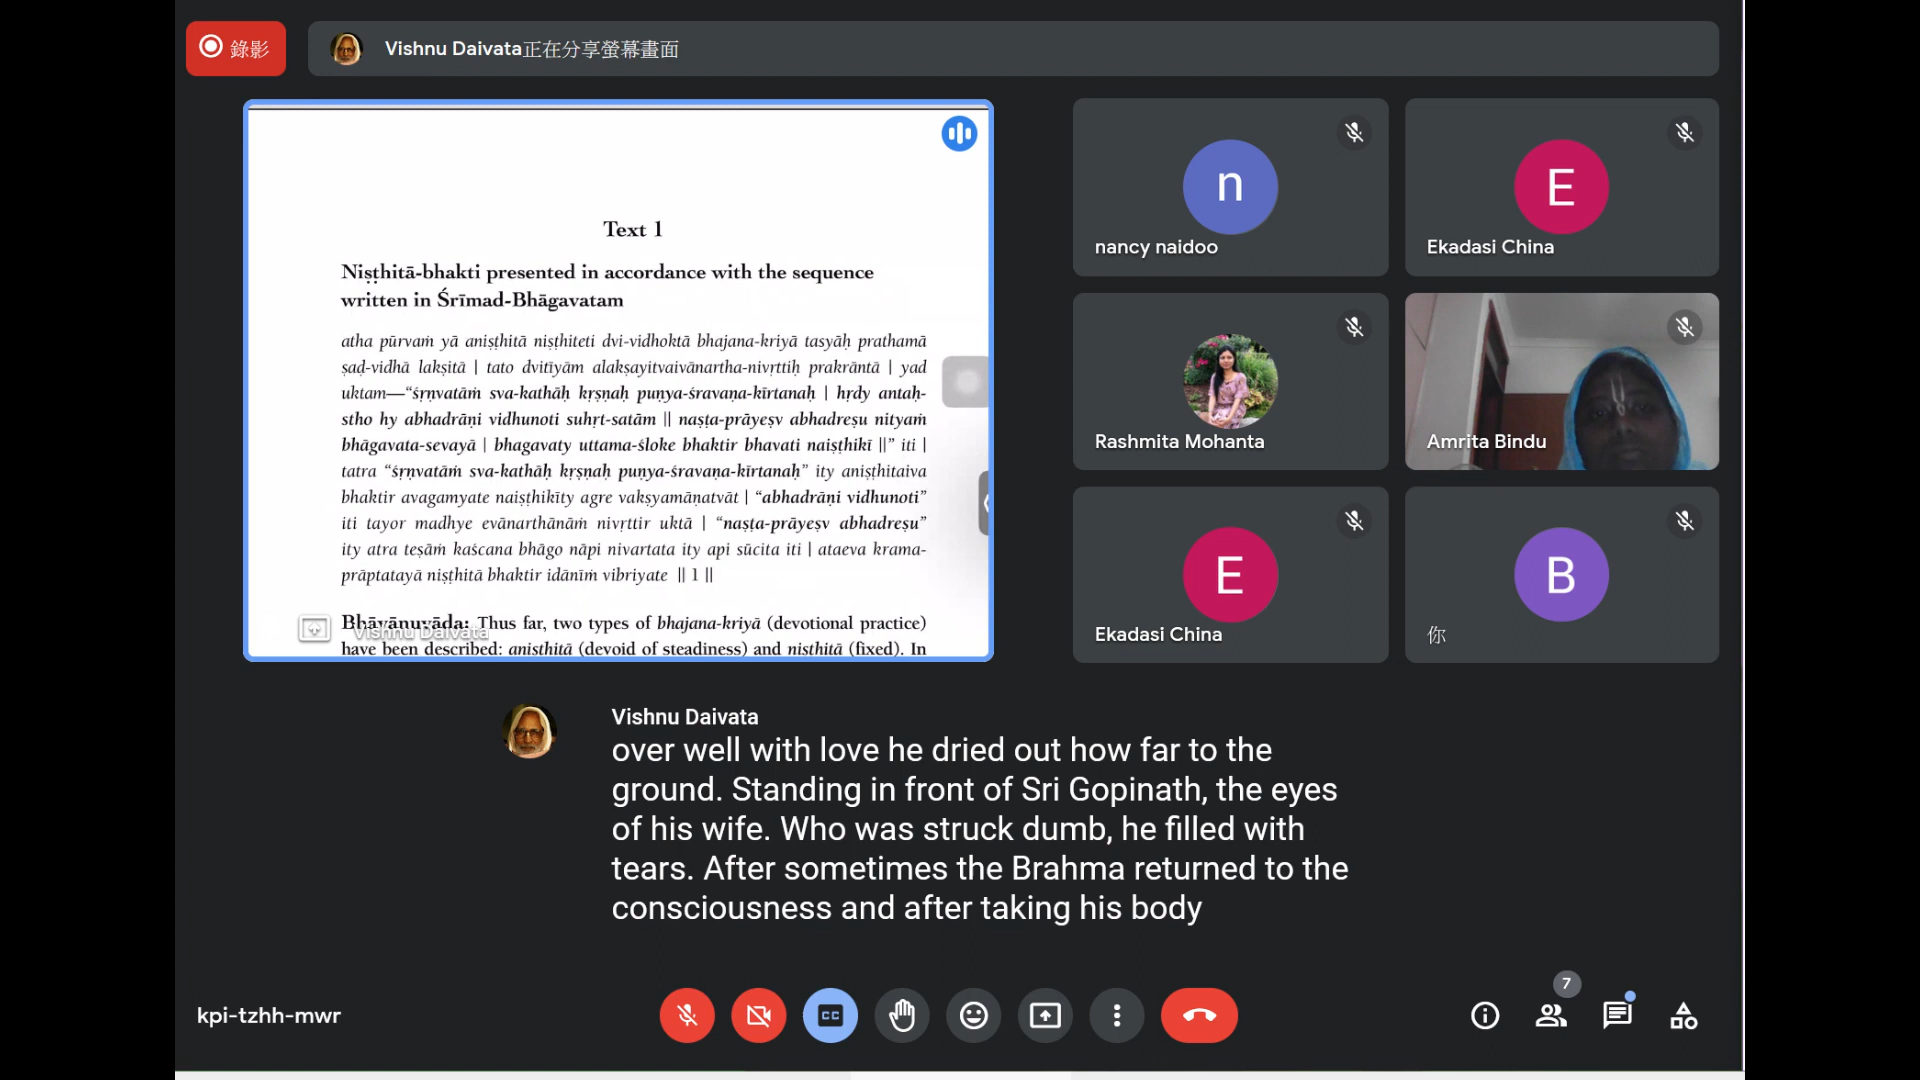 錄影
Vishnu Daivata正在分享螢幕畫面
Text 1
Niṣṭhitā-bhakti presented in accordance with the sequence
written in Śrīmad-Bhāgavatam
atha pūrvaṁ yā aniṣṭhitā niṣṭhiteti dvi-vidhoktā bhajana-kriyā tasyāḥ prathamā
ṣaḍ-vidhā lakṣitā | tato dvitīyām alakṣayitvaivānartha-nivṛttiḥ prakrāntā | yad
uktam—“śṛṇvatāṁ sva-kathāḥ kṛṣṇaḥ puṇya-śravaṇa-kīrtanaḥ | hṛdy antaḥ-
stho hy abhadrāṇi vidhunoti suhṛt-satām || naṣṭa-prāyeṣv abhadreṣu nityaṁ
bhāgavata-sevayā | bhagavaty uttama-śloke bhaktir bhavati naiṣṭhikī ||” iti |
tatra “śṛṇvatāṁ sva-kathāḥ kṛṣṇaḥ puṇya-śravaṇa-kīrtanaḥ” ity aniṣṭhitaiva
bhaktir avagamyate naiṣṭhikīty agre vakṣyamāṇatvāt | “abhadrāṇi vidhunoti”
iti tayor madhye evānarthānāṁ nivṛttir uktā | “naṣṭa-prāyeṣv abhadreṣu”
ity atra teṣāṁ kaścana bhāgo nāpi nivartata ity api sūcita iti | ataeva krama-
prāptatayā niṣṭhitā bhaktir idānīṁ vibriyate || 1 ||
Bhāvānuvāda: Thus far, two types of bhajana-kriyā (devotional practice)
Vishnu Daivata
have been described: aniṣṭhitā (devoid of steadiness) and niṣṭhitā (fixed). In
n
nancy naidoo
E
Ekadasi China
Rashmita Mohanta
Amrita Bindu
E
Ekadasi China
B
你
Vishnu Daivata
over well with love he dried out how far to the
ground. Standing in front of Sri Gopinath, the eyes
of his wife. Who was struck dumb, he filled with
tears. After sometimes the Brahma returned to the
consciousness and after taking his body
kpi-tzhh-mwr
CC
7